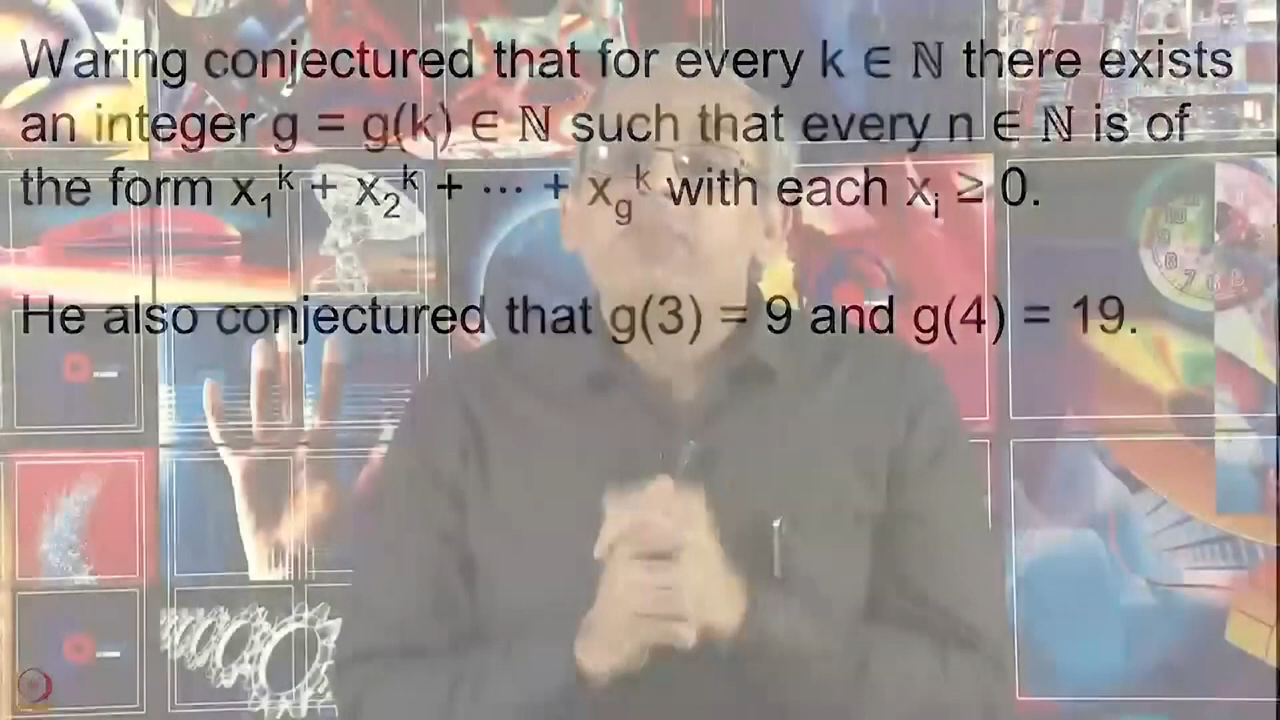 Waring conjectured that for every k ∈ ℕ there exists
an integer g = g(k) ∈ ℕ such that every n ∈ ℕ is of
the form x₁ᵏ + x₂ᵏ + ⋯ + x_gᵏ with each xᵢ ≥ 0.
He also conjectured that g(3) = 9 and g(4) = 19.